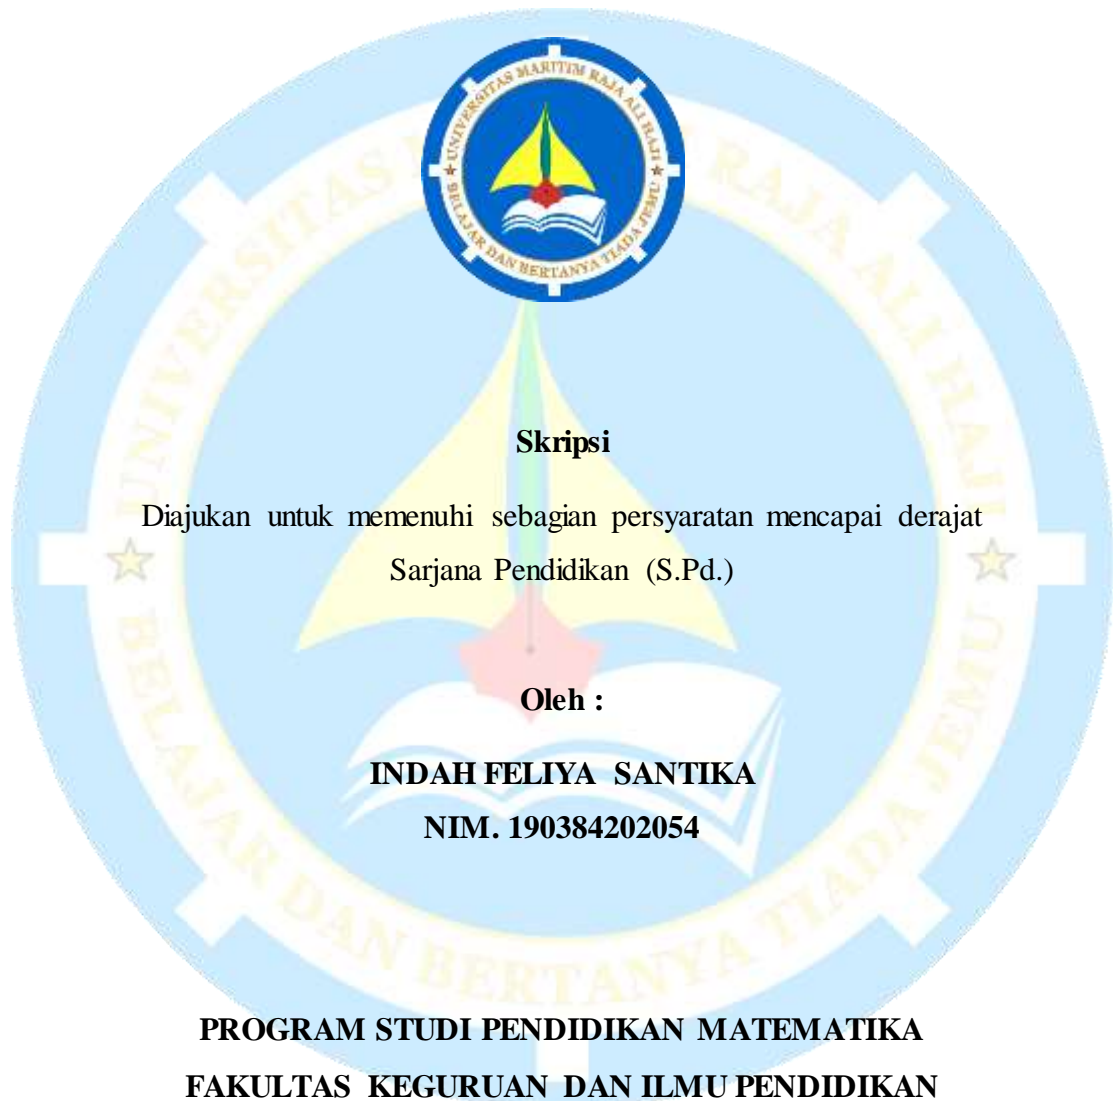 UNIVERSITAS MARITIM RAJA ALI HAJI
BELAJAR DAN BERTANYA TIADA JEMU
Skripsi
Diajukan untuk memenuhi sebagian persyaratan mencapai derajat
Sarjana Pendidikan (S.Pd.)
Oleh :
INDAH FELIYA SANTIKA
NIM. 190384202054
PROGRAM STUDI PENDIDIKAN MATEMATIKA
FAKULTAS KEGURUAN DAN ILMU PENDIDIKAN